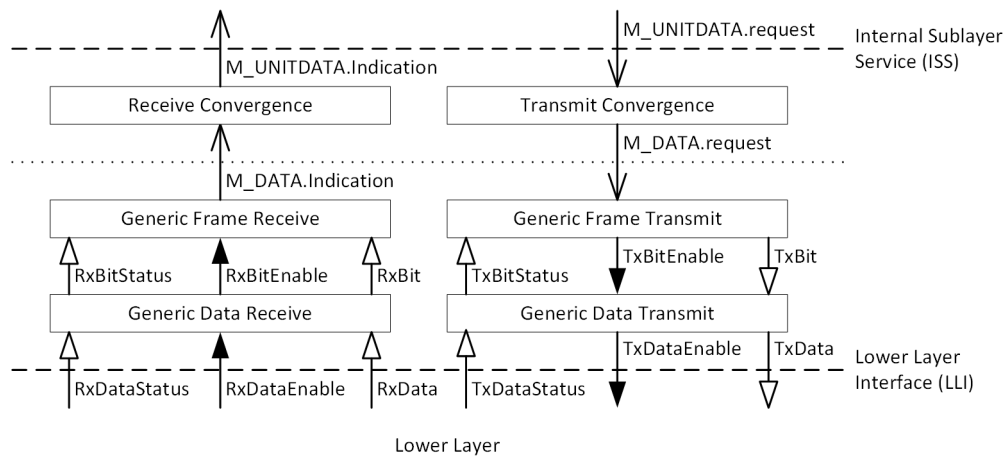 M_UNITDATA.request
Internal Sublayer
Service (ISS)
M_UNITDATA.Indication
Receive Convergence
Transmit Convergence
M_DATA.request
M_DATA.Indication
Generic Frame Receive
Generic Frame Transmit
RxBitStatus
RxBitEnable
RxBit
TxBitStatus
TxBitEnable
TxBit
Generic Data Receive
Generic Data Transmit
TxDataEnable
TxData
Lower Layer
Interface (LLI)
RxDataStatus
RxDataEnable
RxData
TxDataStatus
Lower Layer